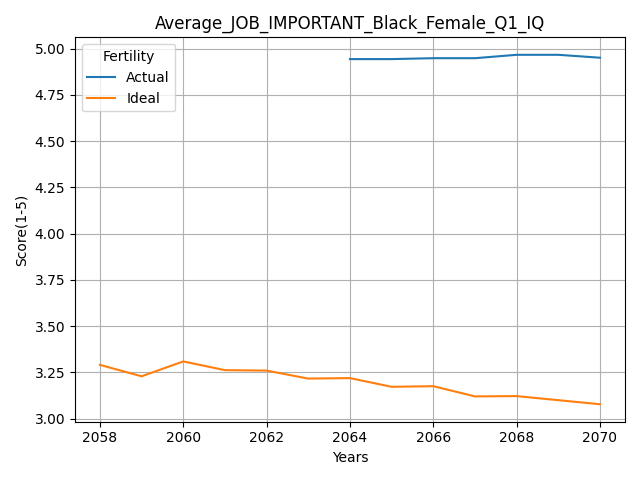 Average_JOB_IMPORTANT_Black_Female_Q1_IQ
Fertility
Actual
Ideal
Score(1-5)
5.00
4.75
4.50
4.25
4.00
3.75
3.50
3.25
3.00
2058 2060 2062 2064 2066 2068 2070
Years